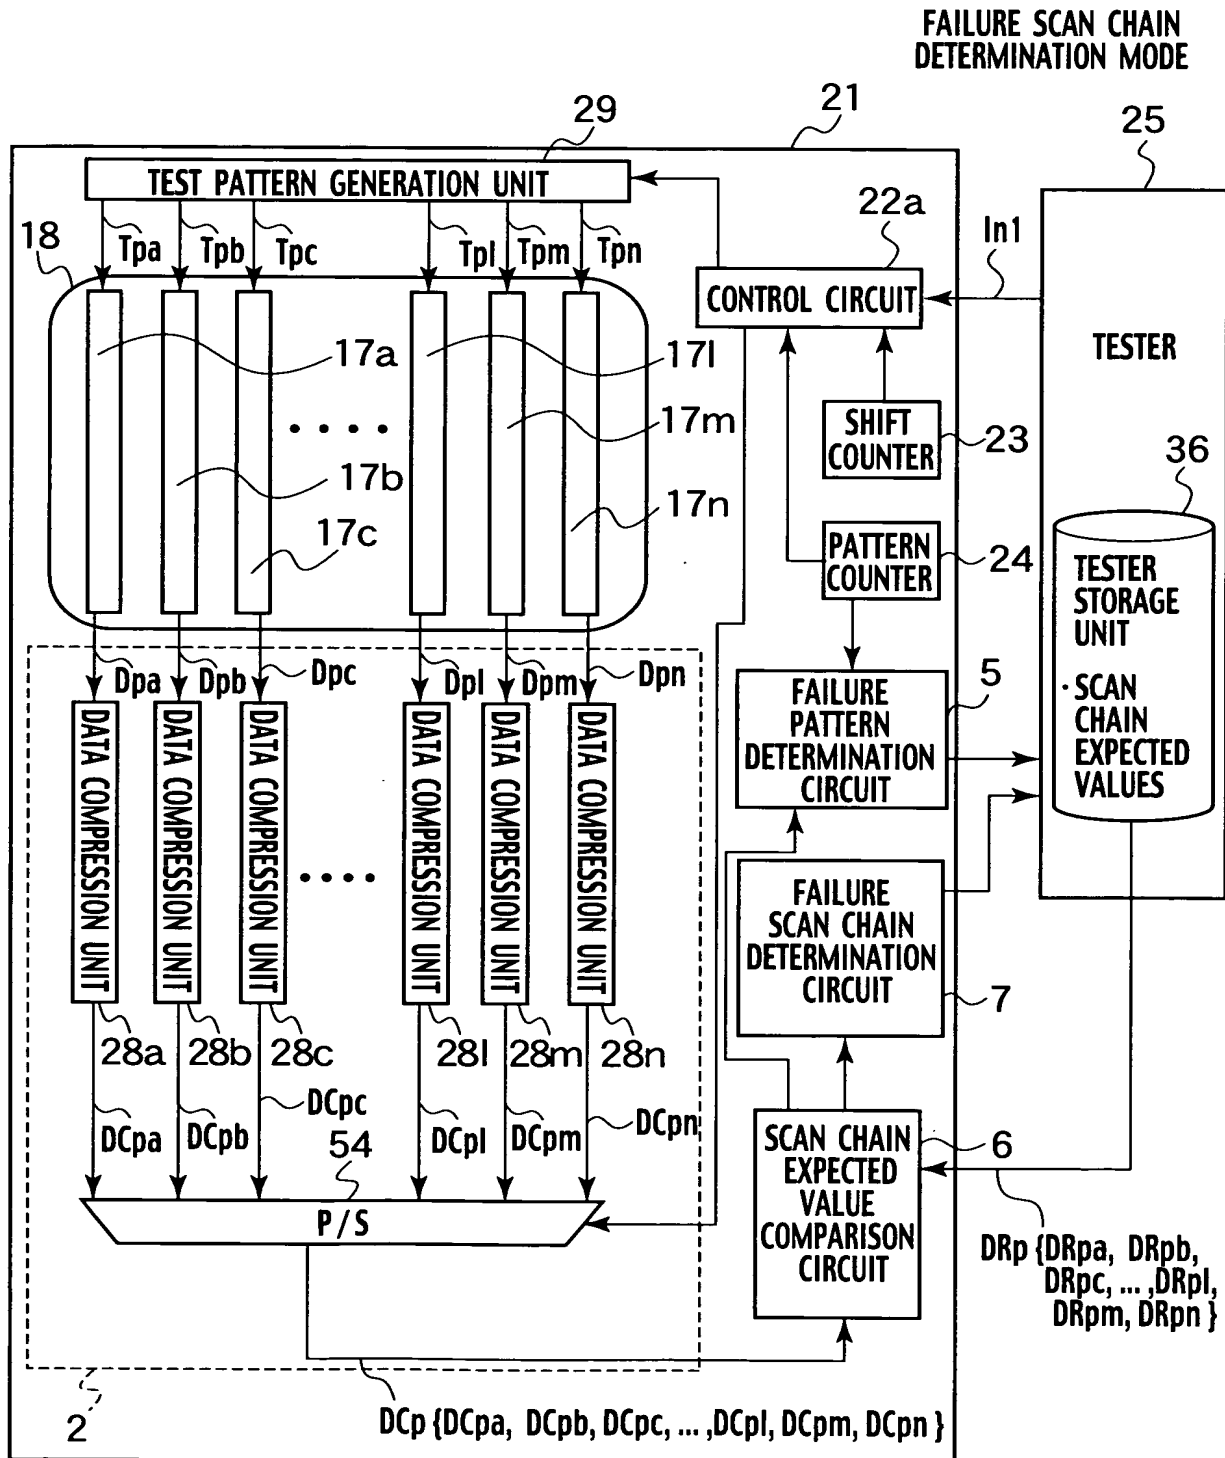 FAILURE SCAN CHAIN
DETERMINATION MODE
21
25
29
TEST PATTERN GENERATION UNIT
22a
In1
18
Tpa
Tpb
Tpc
Tpl
Tpm
Tpn
CONTROL CIRCUIT
TESTER
17a
17l
17m
SHIFT
COUNTER
23
36
17b
17n
17c
PATTERN
COUNTER
24
TESTER
STORAGE
UNIT
· SCAN
CHAIN
EXPECTED
VALUES
Dpa
Dpb
Dpc
Dpl
Dpm
Dpn
5
FAILURE
PATTERN
DETERMINATION
CIRCUIT
DATA COMPRESSION UNIT
DATA COMPRESSION UNIT
DATA COMPRESSION UNIT
DATA COMPRESSION UNIT
DATA COMPRESSION UNIT
DATA COMPRESSION UNIT
FAILURE
SCAN CHAIN
DETERMINATION
CIRCUIT
7
28a
28b
28c
28l
28m
28n
DCpa
DCpb
DCpc
DCpl
DCpm
DCpn
54
P/S
SCAN CHAIN
EXPECTED
VALUE
COMPARISON
CIRCUIT
6
DRp {DRpa, DRpb,
DRpc, ... ,DRpl,
DRpm, DRpn }
2
DCp {DCpa, DCpb, DCpc, ... ,DCpl, DCpm, DCpn }